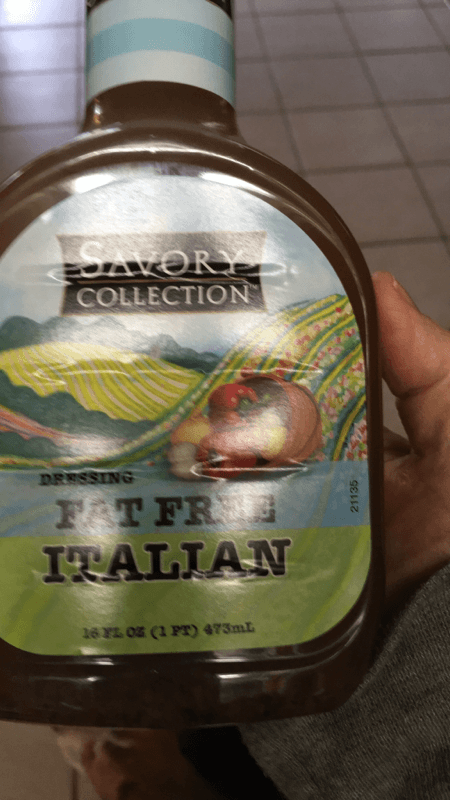 SAVORY
COLLECTION
DRESSING
FAT FREE
ITALIAN
16 FL OZ (1 PT) 473mL
21135